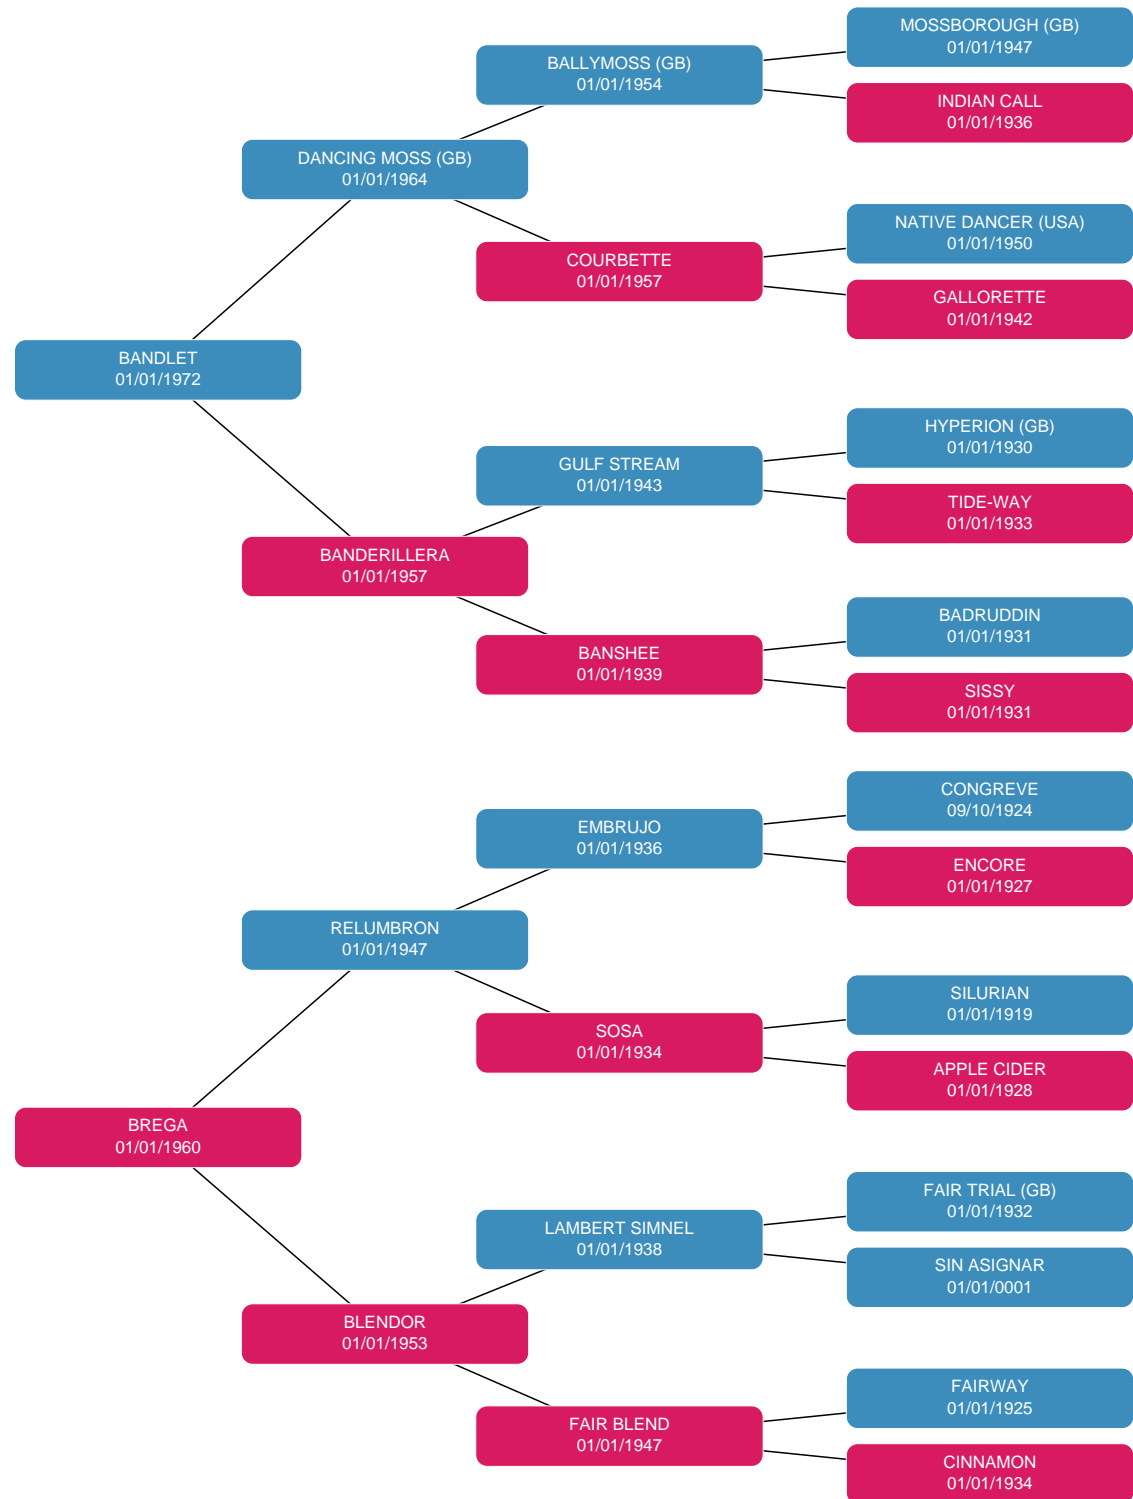 MOSSBOROUGH (GB)
01/01/1947
BALLYMOSS (GB)
01/01/1954
INDIAN CALL
01/01/1936
DANCING MOSS (GB)
01/01/1964
NATIVE DANCER (USA)
01/01/1950
COURBETTE
01/01/1957
GALLORETTE
01/01/1942
BANDLET
01/01/1972
HYPERION (GB)
01/01/1930
GULF STREAM
01/01/1943
TIDE-WAY
01/01/1933
BANDERILLERA
01/01/1957
BADRUDDIN
01/01/1931
BANSHEE
01/01/1939
SISSY
01/01/1931
CONGREVE
09/10/1924
EMBRUJO
01/01/1936
ENCORE
01/01/1927
RELUMBRON
01/01/1947
SILURIAN
01/01/1919
SOSA
01/01/1934
APPLE CIDER
01/01/1928
BREGA
01/01/1960
FAIR TRIAL (GB)
01/01/1932
LAMBERT SIMNEL
01/01/1938
SIN ASIGNAR
01/01/0001
BLENDOR
01/01/1953
FAIRWAY
01/01/1925
FAIR BLEND
01/01/1947
CINNAMON
01/01/1934